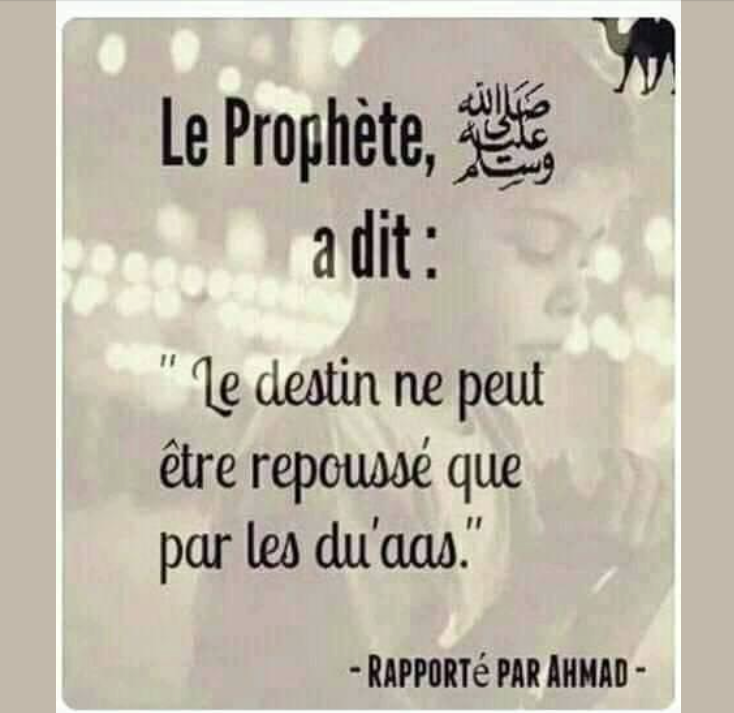 Le Prophète, صلى الله عليه وسلم
a dit :
" Le destin ne peut
être repoussé que
par les du'aas."
- Rapporté par Ahmad -